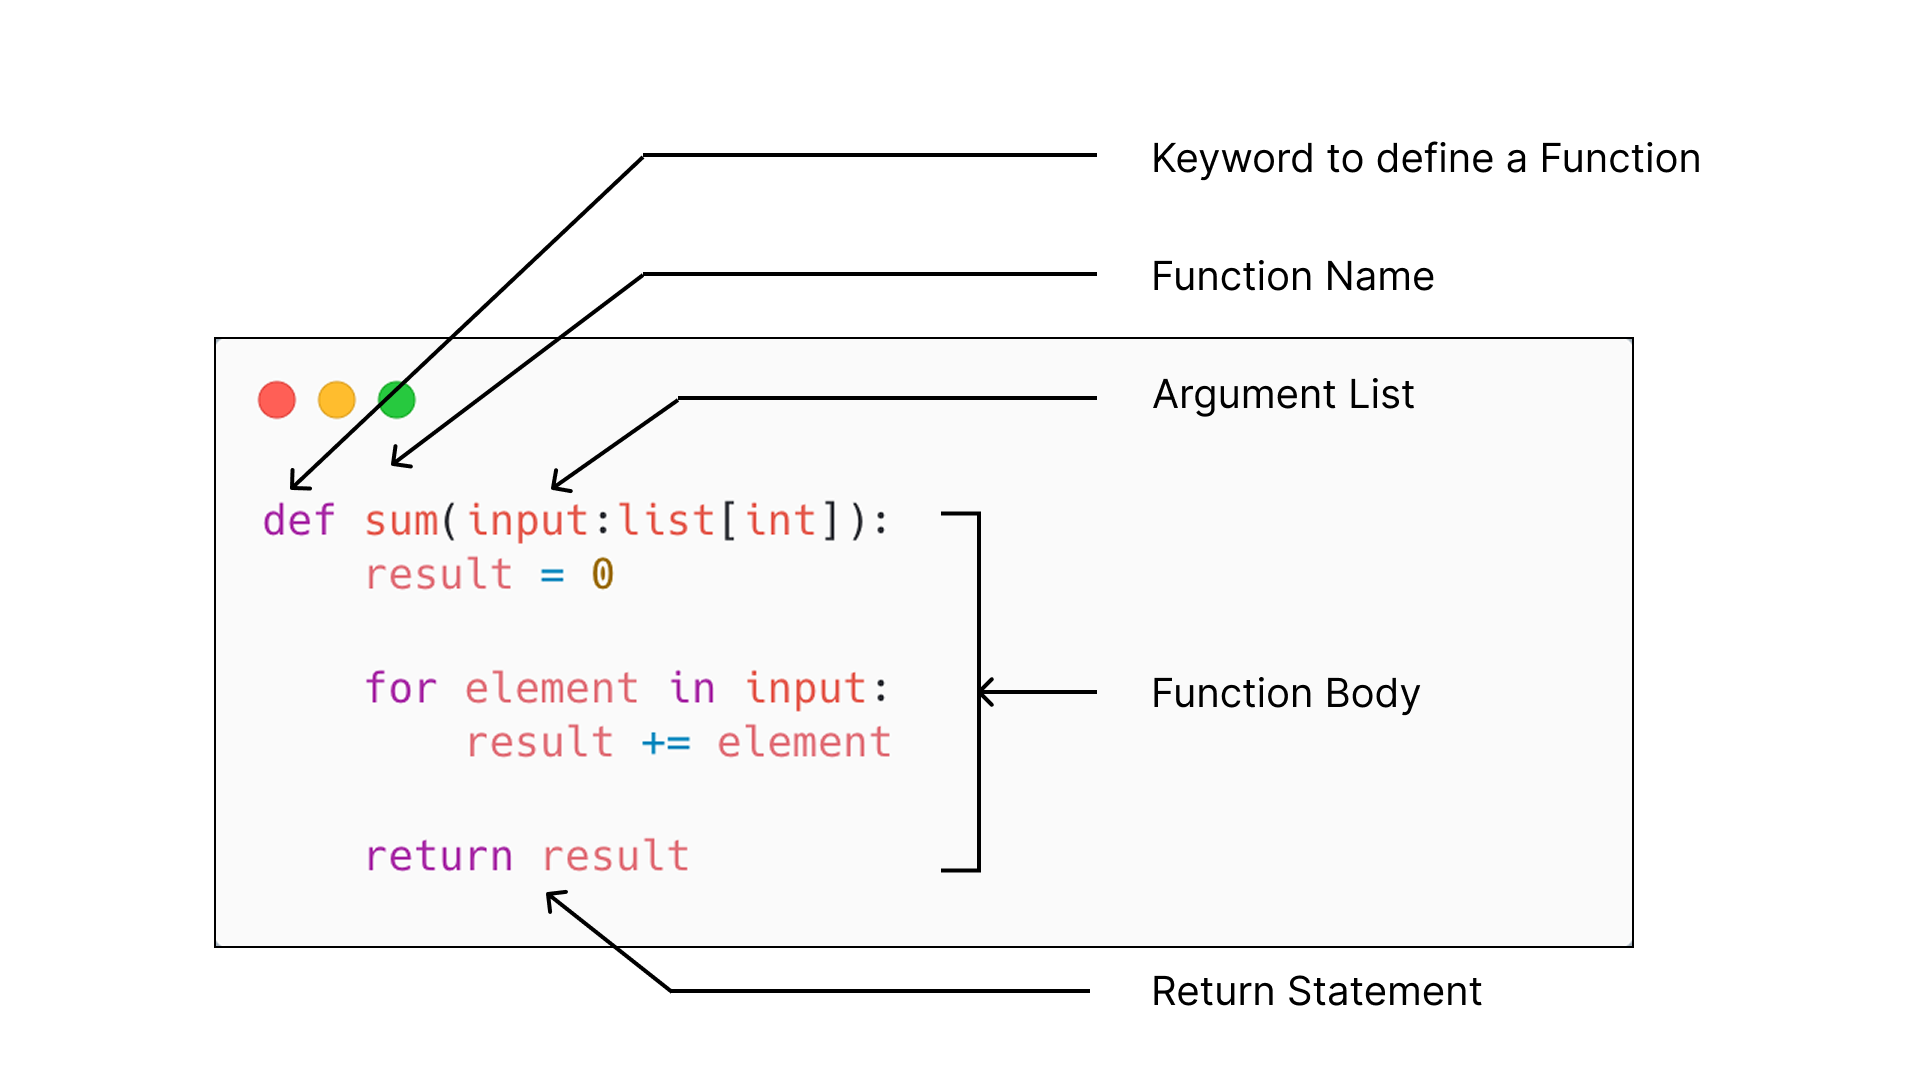 Keyword to define a Function
Function Name
Argument List
def sum(input:list[int]):
    result = 0
    for element in input:
        result += element
    return result
Function Body
Return Statement